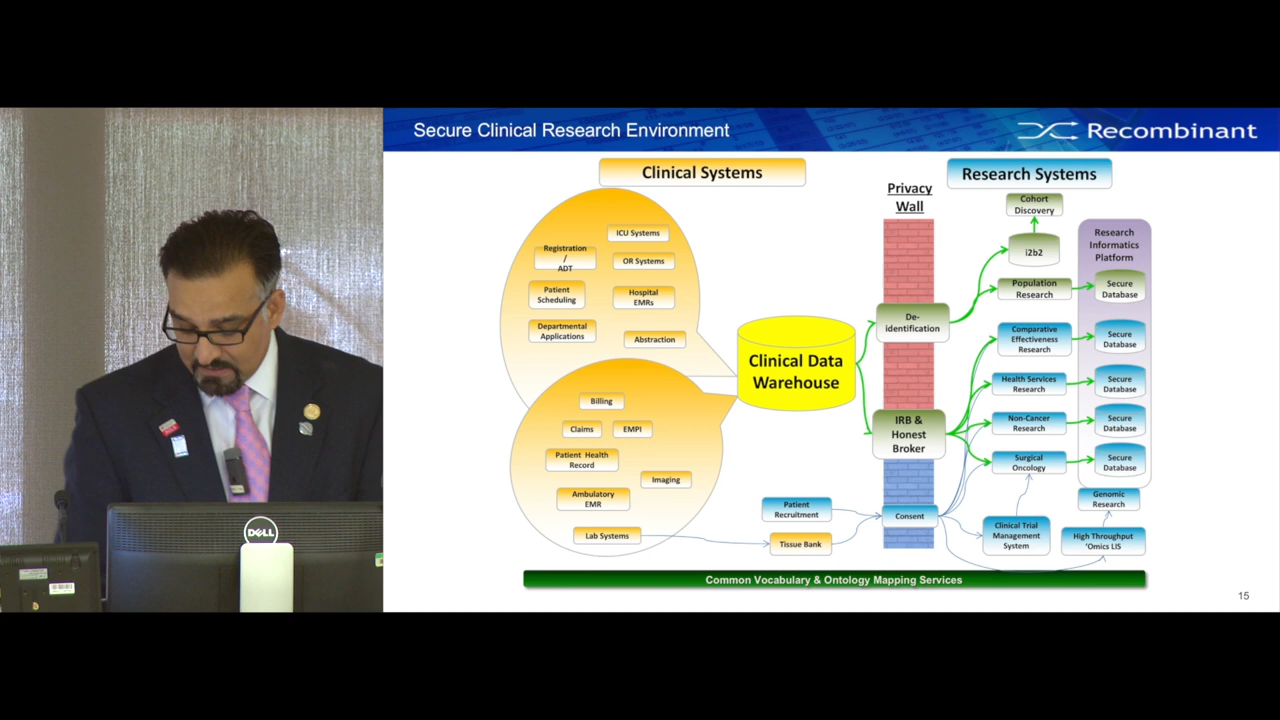 Secure Clinical Research Environment
Recombinant
Clinical Systems
Research Systems
Privacy
Wall
Cohort
Discovery
Research
Informatics
Platform
ICU Systems
Registration
/
ADT
OR Systems
i2b2
Patient
Scheduling
Hospital
EMRs
Population
Research
Secure
Database
Departmental
Applications
Abstraction
De-
identification
Comparative
Effectiveness
Research
Secure
Database
Clinical Data
Warehouse
Health Services
Research
Secure
Database
Billing
Claims
EMPI
IRB &
Honest
Broker
Non-Cancer
Research
Secure
Database
Patient Health
Record
Imaging
Surgical
Oncology
Secure
Database
Ambulatory
EMR
Genomic
Research
Patient
Recruitment
Consent
Lab Systems
Tissue Bank
Clinical Trial
Management
System
High Throughput
'Omics LIS
Common Vocabulary & Ontology Mapping Services
15
DELL